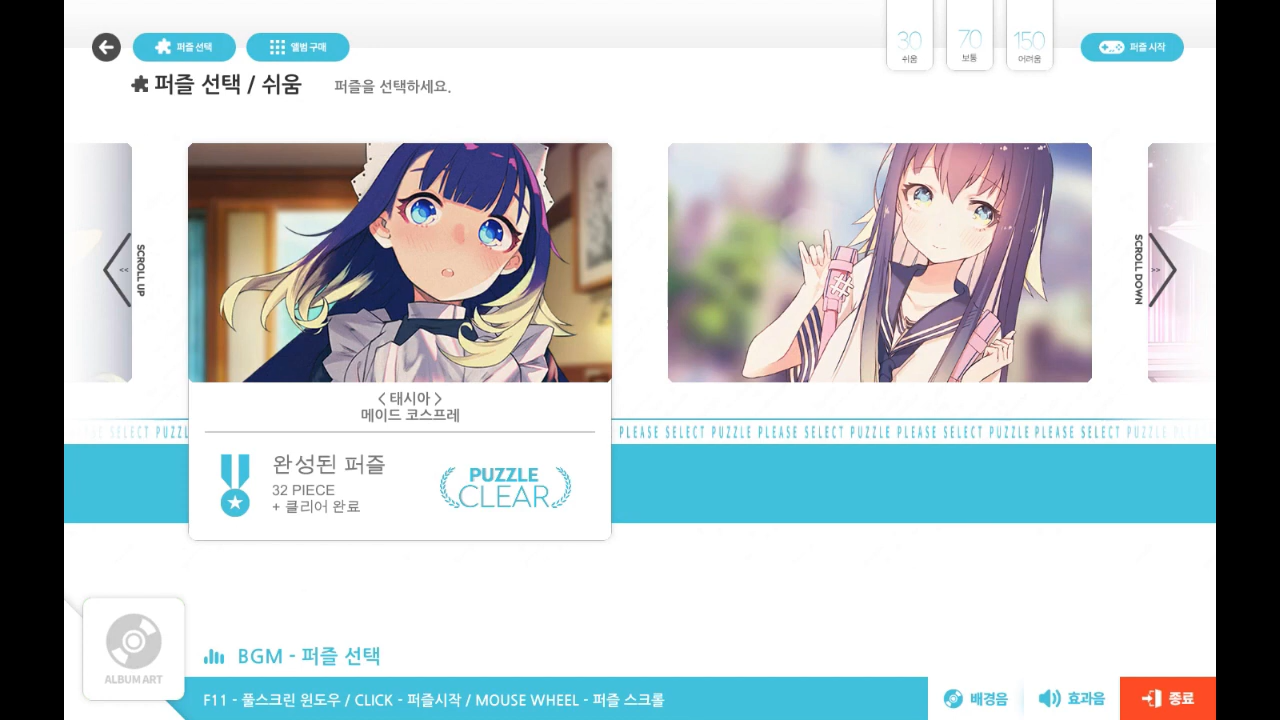 퍼즐 선택
앨범 구매
30
쉬움
70
보통
150
어려움
퍼즐 시작
퍼즐 선택 / 쉬움
퍼즐을 선택하세요.
<<
SCROLL UP
SCROLL DOWN
>>
< 태시아 >
메이드 코스프레
SELECT PUZZL
PLEASE SELECT PUZZLE PLEASE SELECT PUZZLE PLEASE SELECT PUZZLE PLEASE SELECT PUZZLE
완성된 퍼즐
32 PIECE
+ 클리어 완료
PUZZLE
CLEAR
ALBUM ART
BGM - 퍼즐 선택
F11 - 풀스크린 윈도우 / CLICK - 퍼즐시작 / MOUSE WHEEL - 퍼즐 스크롤
배경음
효과음
종료